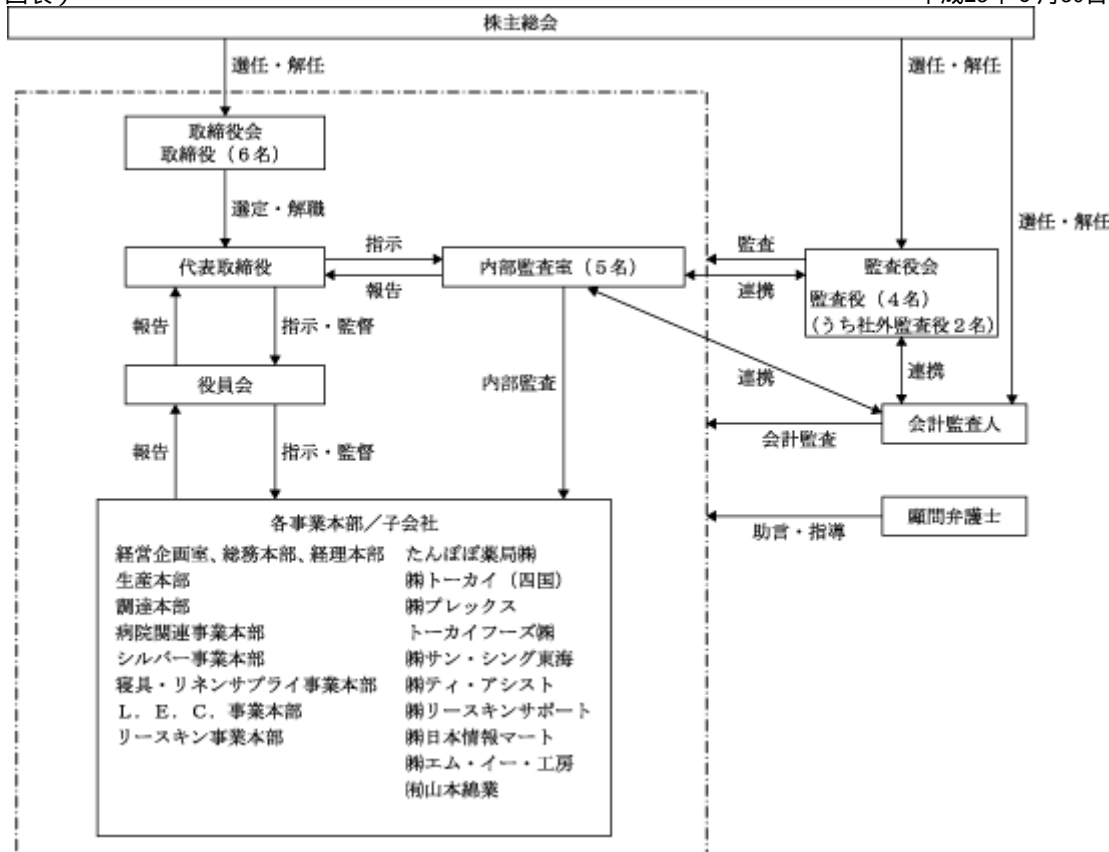 株主総会
選任・解任
選任・解任
取締役会
取締役（６名）
選定・解職
選任・解任
指示
監査
代表取締役
内部監査室（５名）
監査役会
報告
連携
監査役（４名）
（うち社外監査役２名）
報告
指示・監督
役員会
内部監査
連携
連携
会計監査人
会計監査
報告
指示・監督
顧問弁護士
助言・指導
各事業本部／子会社
経営企画室、総務本部、経理本部
生産本部
調達本部
病院関連事業本部
シルバー事業本部
寝具・リネンサプライ事業本部
Ｌ．Ｅ．Ｃ．事業本部
リースキン事業本部
たんぽぽ薬局㈱
㈱トーカイ（四国）
㈱プレックス
トーカイフーズ㈱
㈱サン・シング東海
㈱ティ・アシスト
㈱リースキンサポート
㈱日本情報マート
㈱エム・イー・工房
㈲山本綿業